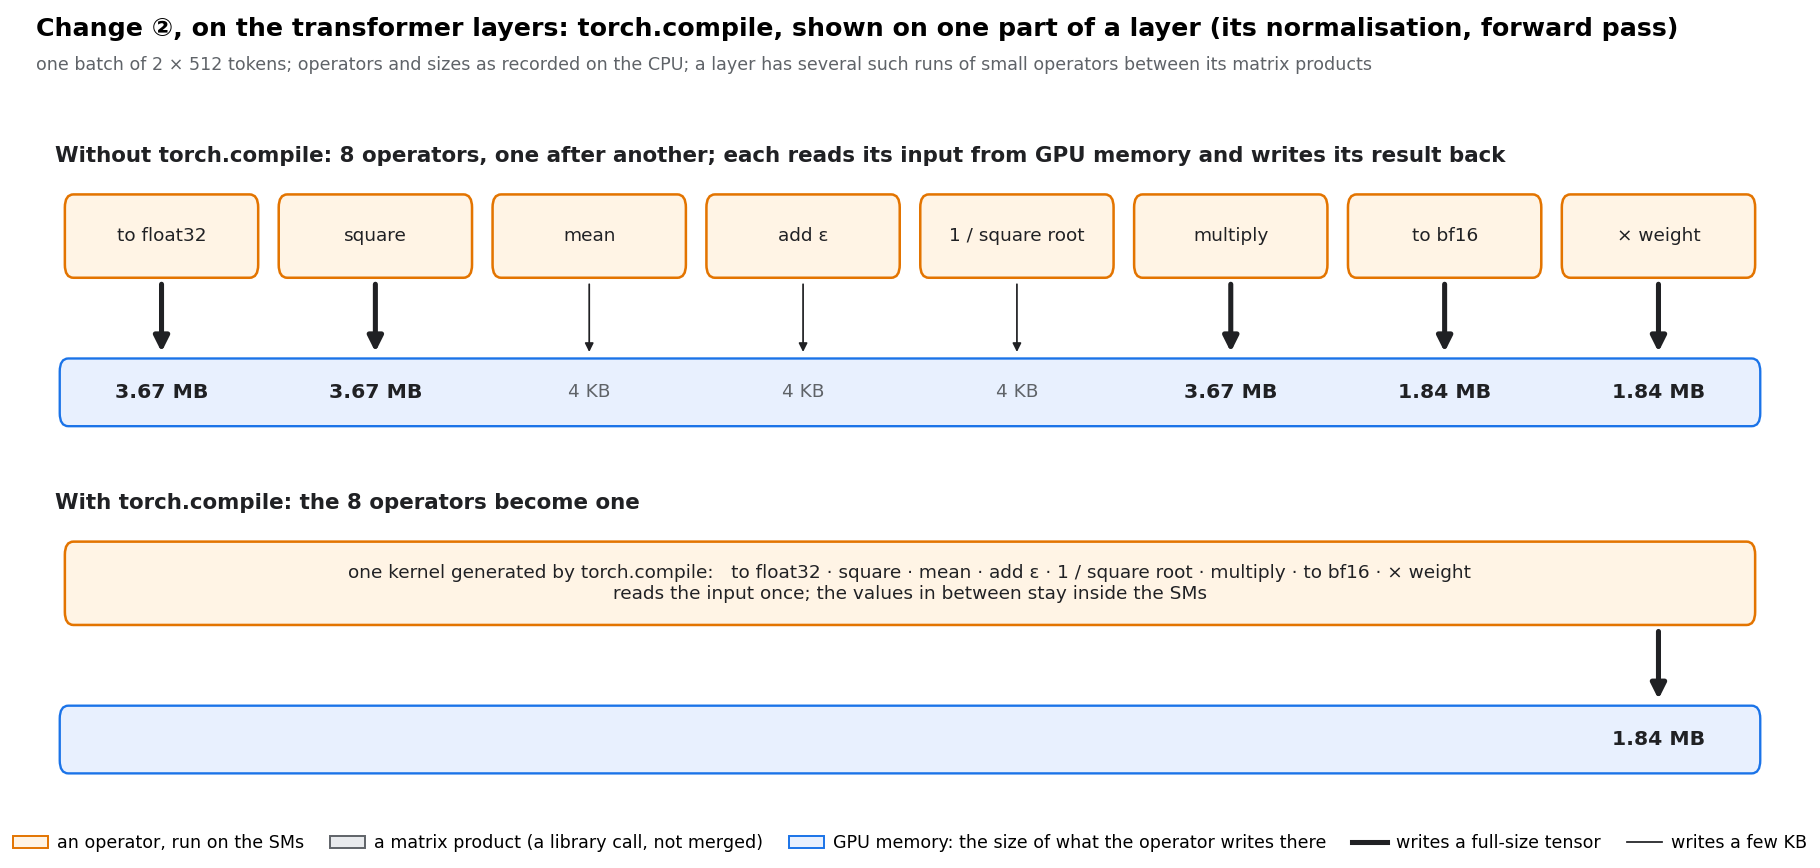 Change ②, on the transformer layers: torch.compile, shown on one part of a layer (its normalisation, forward pass)
one batch of 2 × 512 tokens; operators and sizes as recorded on the CPU; a layer has several such runs of small operators between its matrix products
Without torch.compile: 8 operators, one after another; each reads its input from GPU memory and writes its result back
to float32
square
mean
add ε
1 / square root
multiply
to bf16
× weight
3.67 MB
3.67 MB
4 KB
4 KB
4 KB
3.67 MB
1.84 MB
1.84 MB
With torch.compile: the 8 operators become one
one kernel generated by torch.compile: to float32 · square · mean · add ε · 1 / square root · multiply · to bf16 · × weight
reads the input once; the values in between stay inside the SMs
1.84 MB
an operator, run on the SMs
a matrix product (a library call, not merged)
GPU memory: the size of what the operator writes there
writes a full-size tensor
writes a few KB